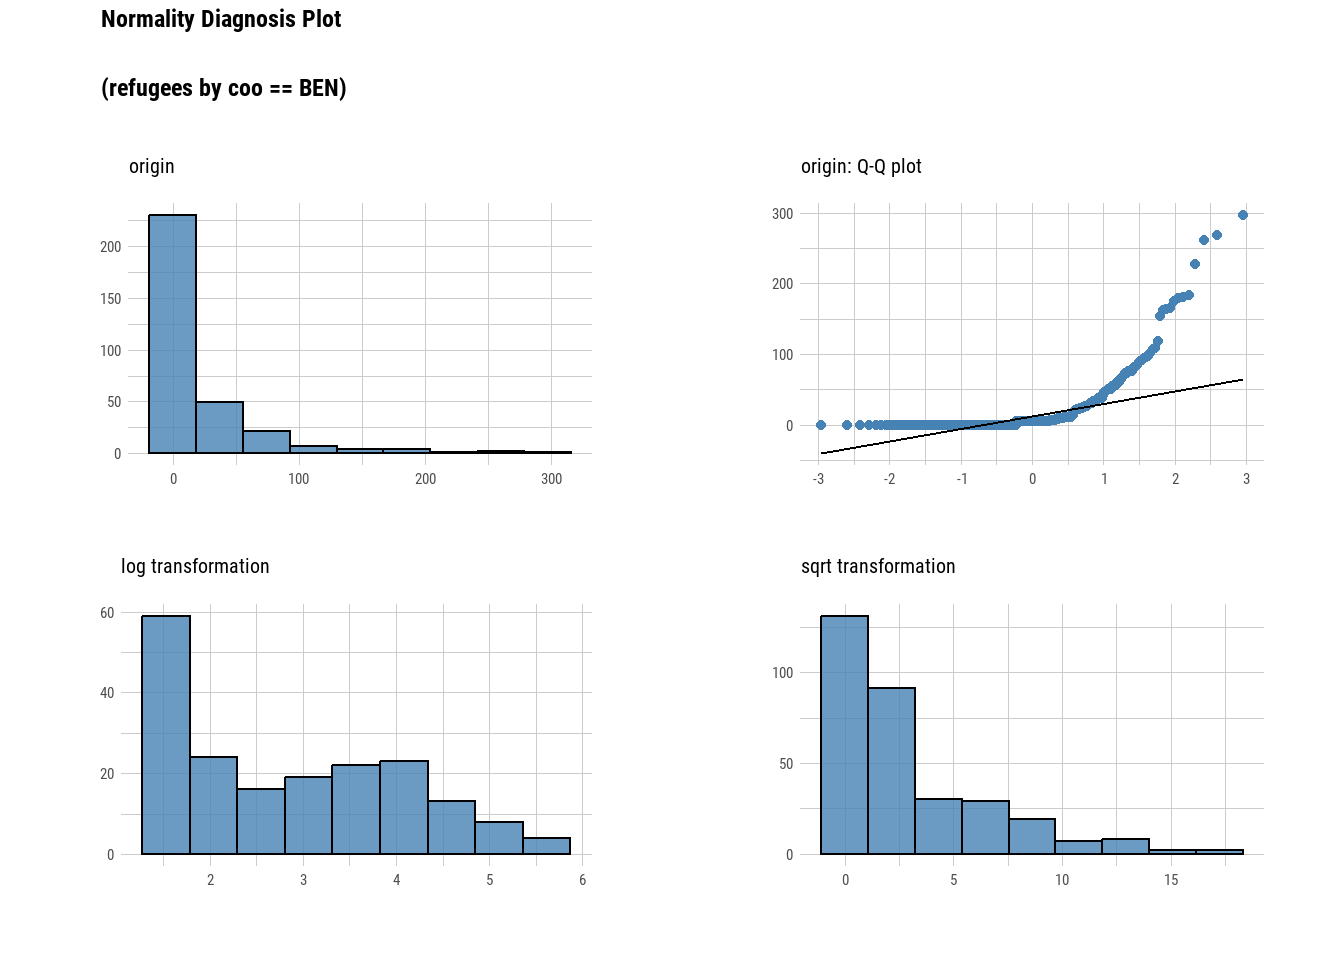 Normality Diagnosis Plot
(refugees by coo == BEN)
origin
200
150
100
50
0
0 100 200 300
origin: Q-Q plot
300
200
100
0
-3 -2 -1 0 1 2 3
log transformation
60
40
20
0
2 3 4 5 6
sqrt transformation
100
50
0
0 5 10 15